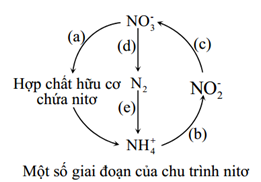 NO₃⁻
(a)
(d)
(c)
Hợp chất hữu cơ
chứa nitơ
N₂
NO₂⁻
(e)
(b)
NH₄⁺
Một số giai đoạn của chu trình nitơ